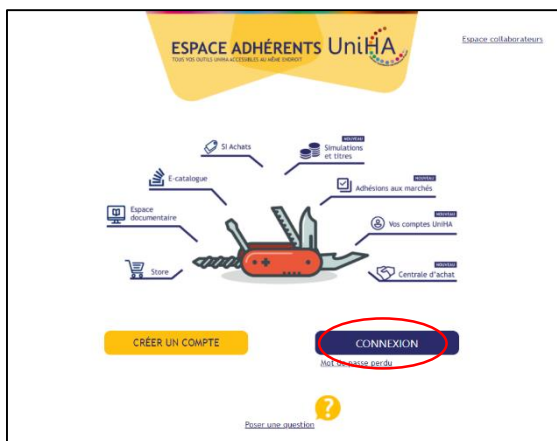 Espace collaborateurs
ESPACE ADHÉRENTS UniHA
TOUS VOS OUTILS UNIHA ACCESSIBLES AU MÊME ENDROIT
SI Achats
NOUVEAU
Simulations
et titres
E-catalogue
NOUVEAU
Adhésions aux marchés
Espace
documentaire
NOUVEAU
Vos comptes UniHA
Store
NOUVEAU
Centrale d'achat
CRÉER UN COMPTE
CONNEXION
Mot de passe perdu
?
Poser une question